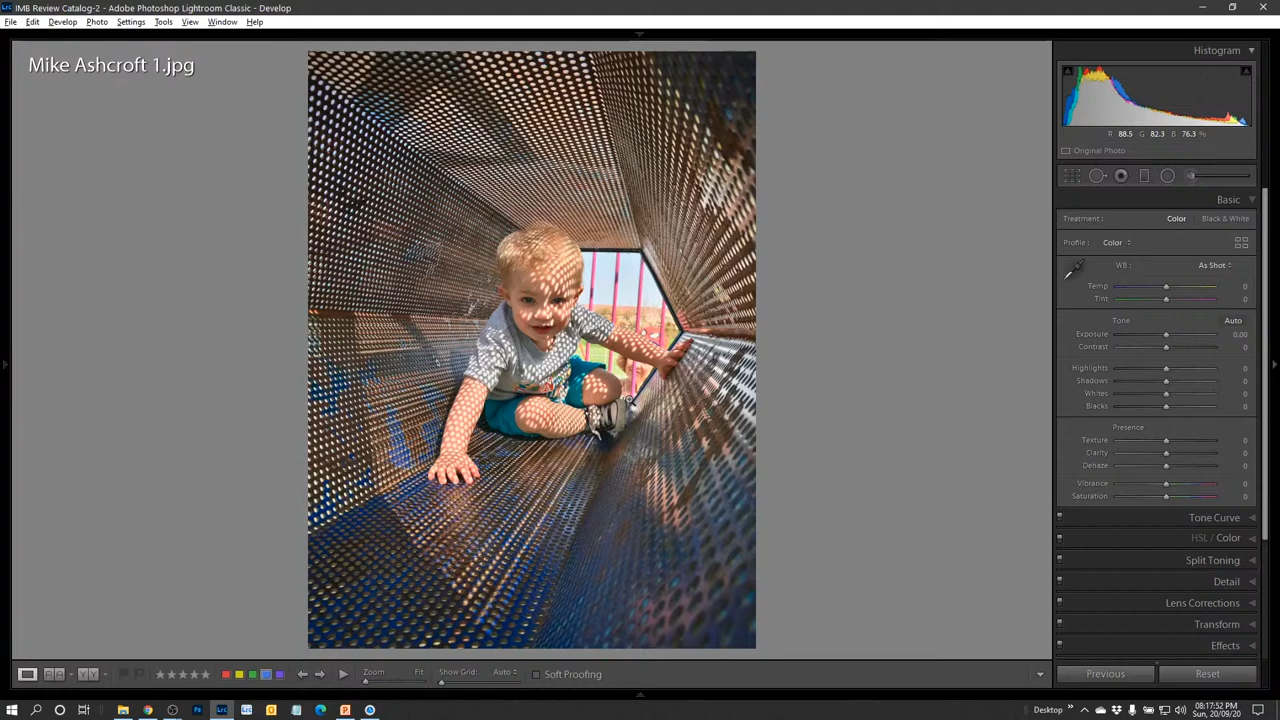 IMB Review Catalog-2 - Adobe Photoshop Lightroom Classic - Develop
File Edit Develop Photo Settings Tools View Window Help
Mike Ashcroft 1.jpg
Histogram
R 88.5 G 82.3 B 76.3 %
Original Photo
Basic
Treatment : Color Black & White
Profile : Color
WB : As Shot
Temp 0
Tint 0
Tone Auto
Exposure 0.00
Contrast 0
Highlights 0
Shadows 0
Whites 0
Blacks 0
Presence
Texture 0
Clarity 0
Dehaze 0
Vibrance 0
Saturation 0
Tone Curve
HSL / Color
Split Toning
Detail
Lens Corrections
Transform
Effects
Zoom Fit Show Grid: Auto Soft Proofing
Previous Reset
Desktop 08:17:52
Sun, 20/09/20